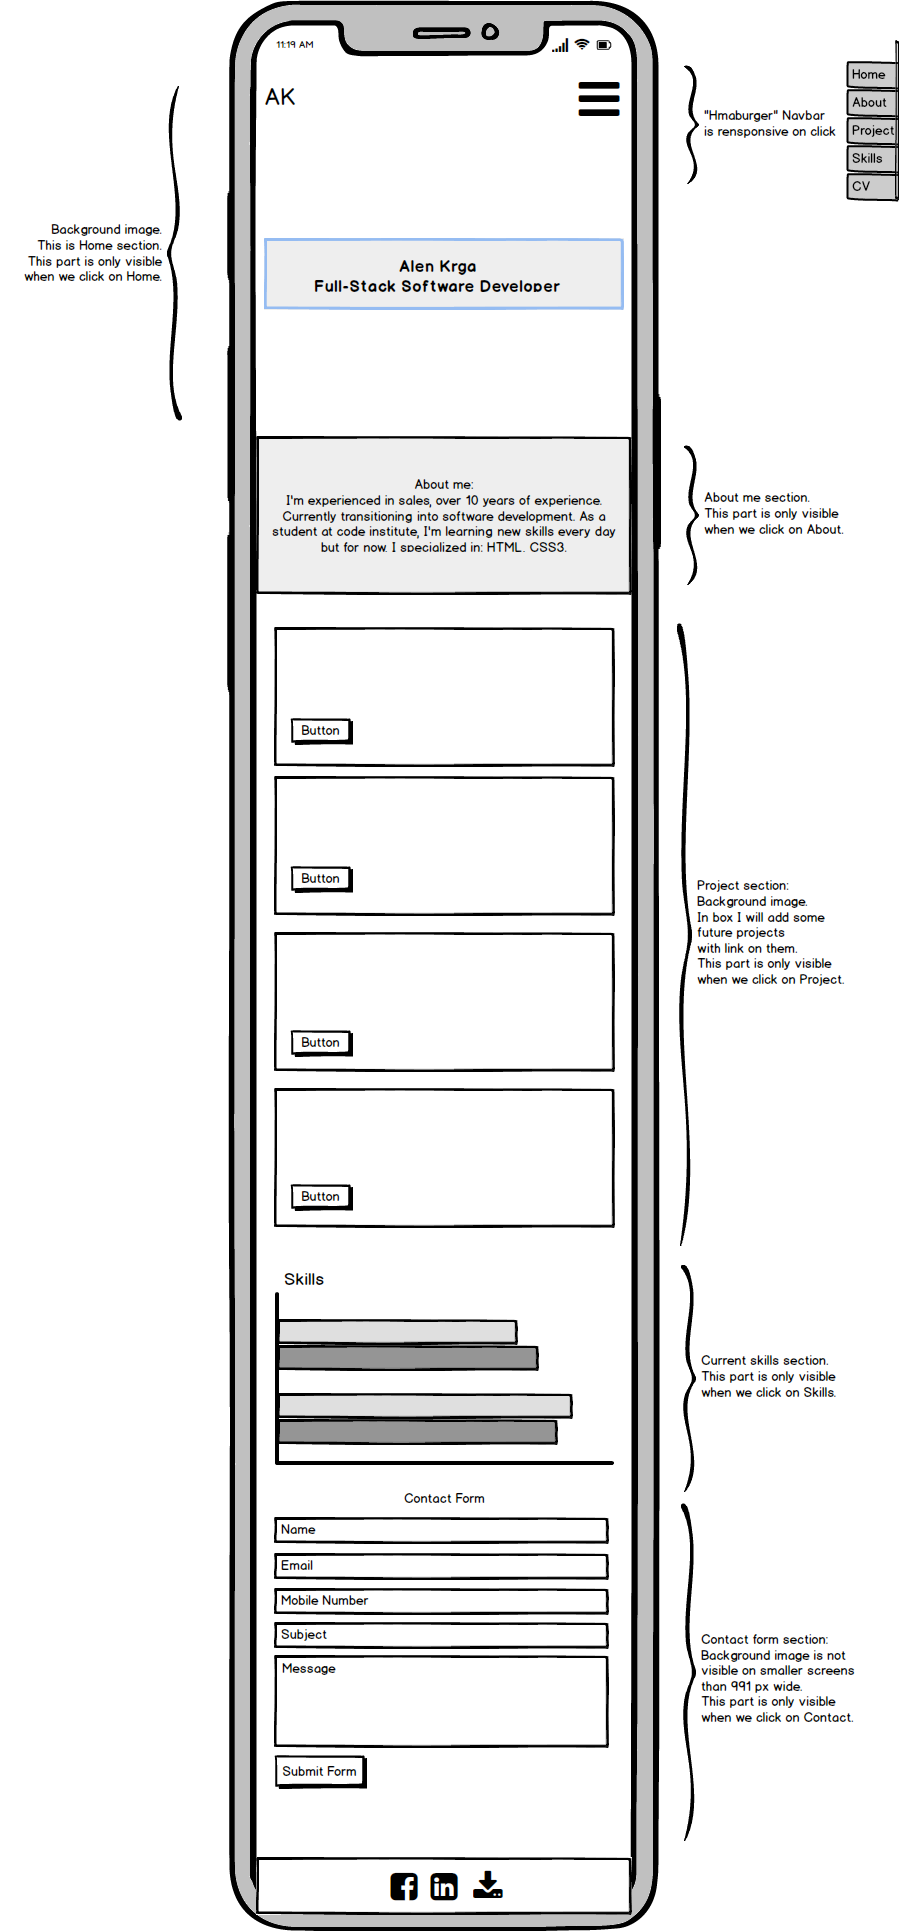 11:19 AM
AK
"Hmaburger" Navbar
is rensponsive on click
Home
About
Project
Skills
CV
Background image.
This is Home section.
This part is only visible
when we click on Home.
Alen Krga
Full-Stack Software Developer
About me:
I'm experienced in sales, over 10 years of experience.
Currently transitioning into software development. As a
student at code institute, I'm learning new skills every day
but for now. I specialized in: HTML. CSS3.
About me section.
This part is only visible
when we click on About.
Button
Button
Button
Button
Project section:
Background image.
In box I will add some
future projects
with link on them.
This part is only visible
when we click on Project.
Skills
Current skills section.
This part is only visible
when we click on Skills.
Contact Form
Name
Email
Mobile Number
Subject
Message
Submit Form
Contact form section:
Background image is not
visible on smaller screens
than 991 px wide.
This part is only visible
when we click on Contact.
in